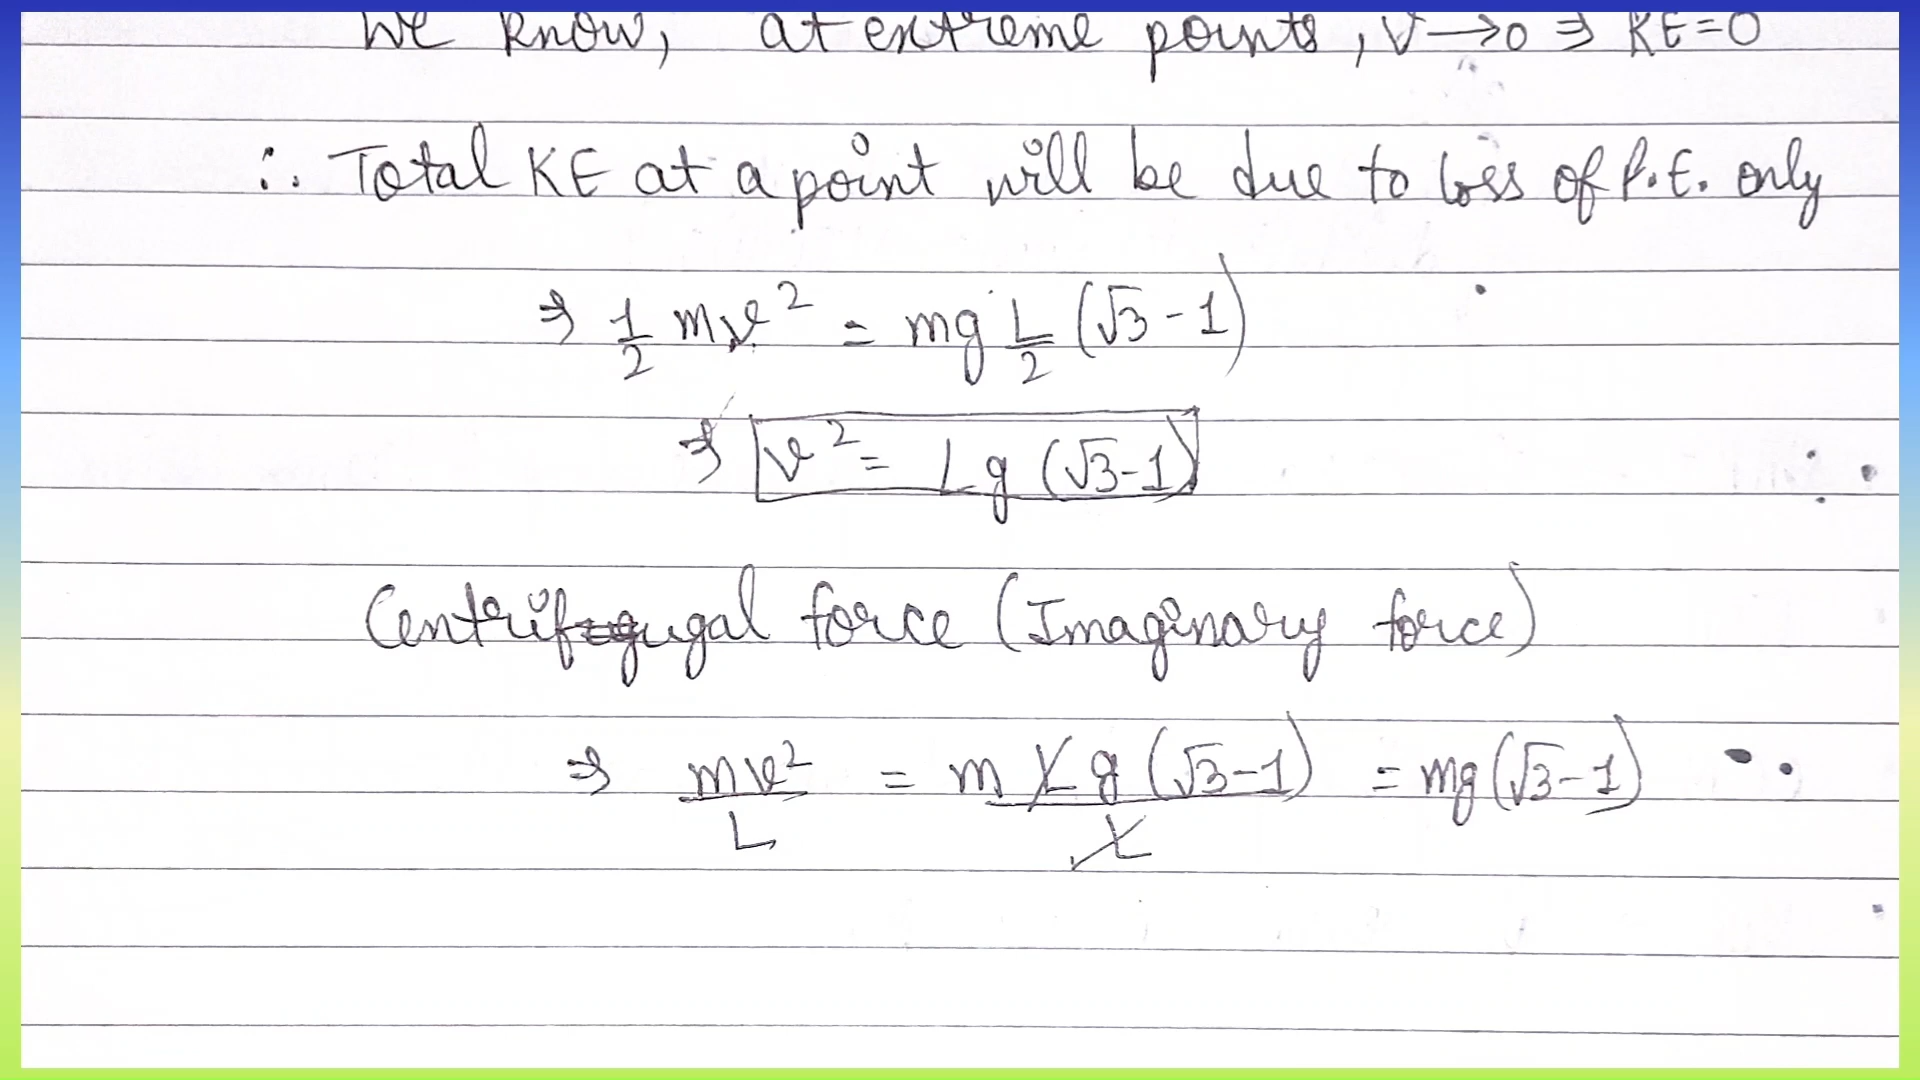 We know, at extreme points, V→0 ⇒ KE=0
∴ Total KE at a point will be due to loss of P.E. only
⇒ 1/2 mv² = mg L/2 (√3-1)
⇒ v² = Lg (√3-1)
Centrifugal force (Imaginary force)
⇒ mv²/L = m L g (√3-1)/L = mg(√3-1)